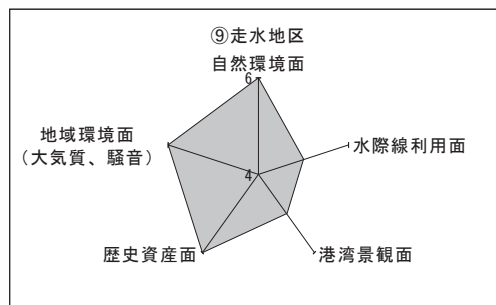 ⑨走水地区
自然環境面
6
地域環境面
（大気質、騒音）
水際線利用面
4
歴史資産面
港湾景観面